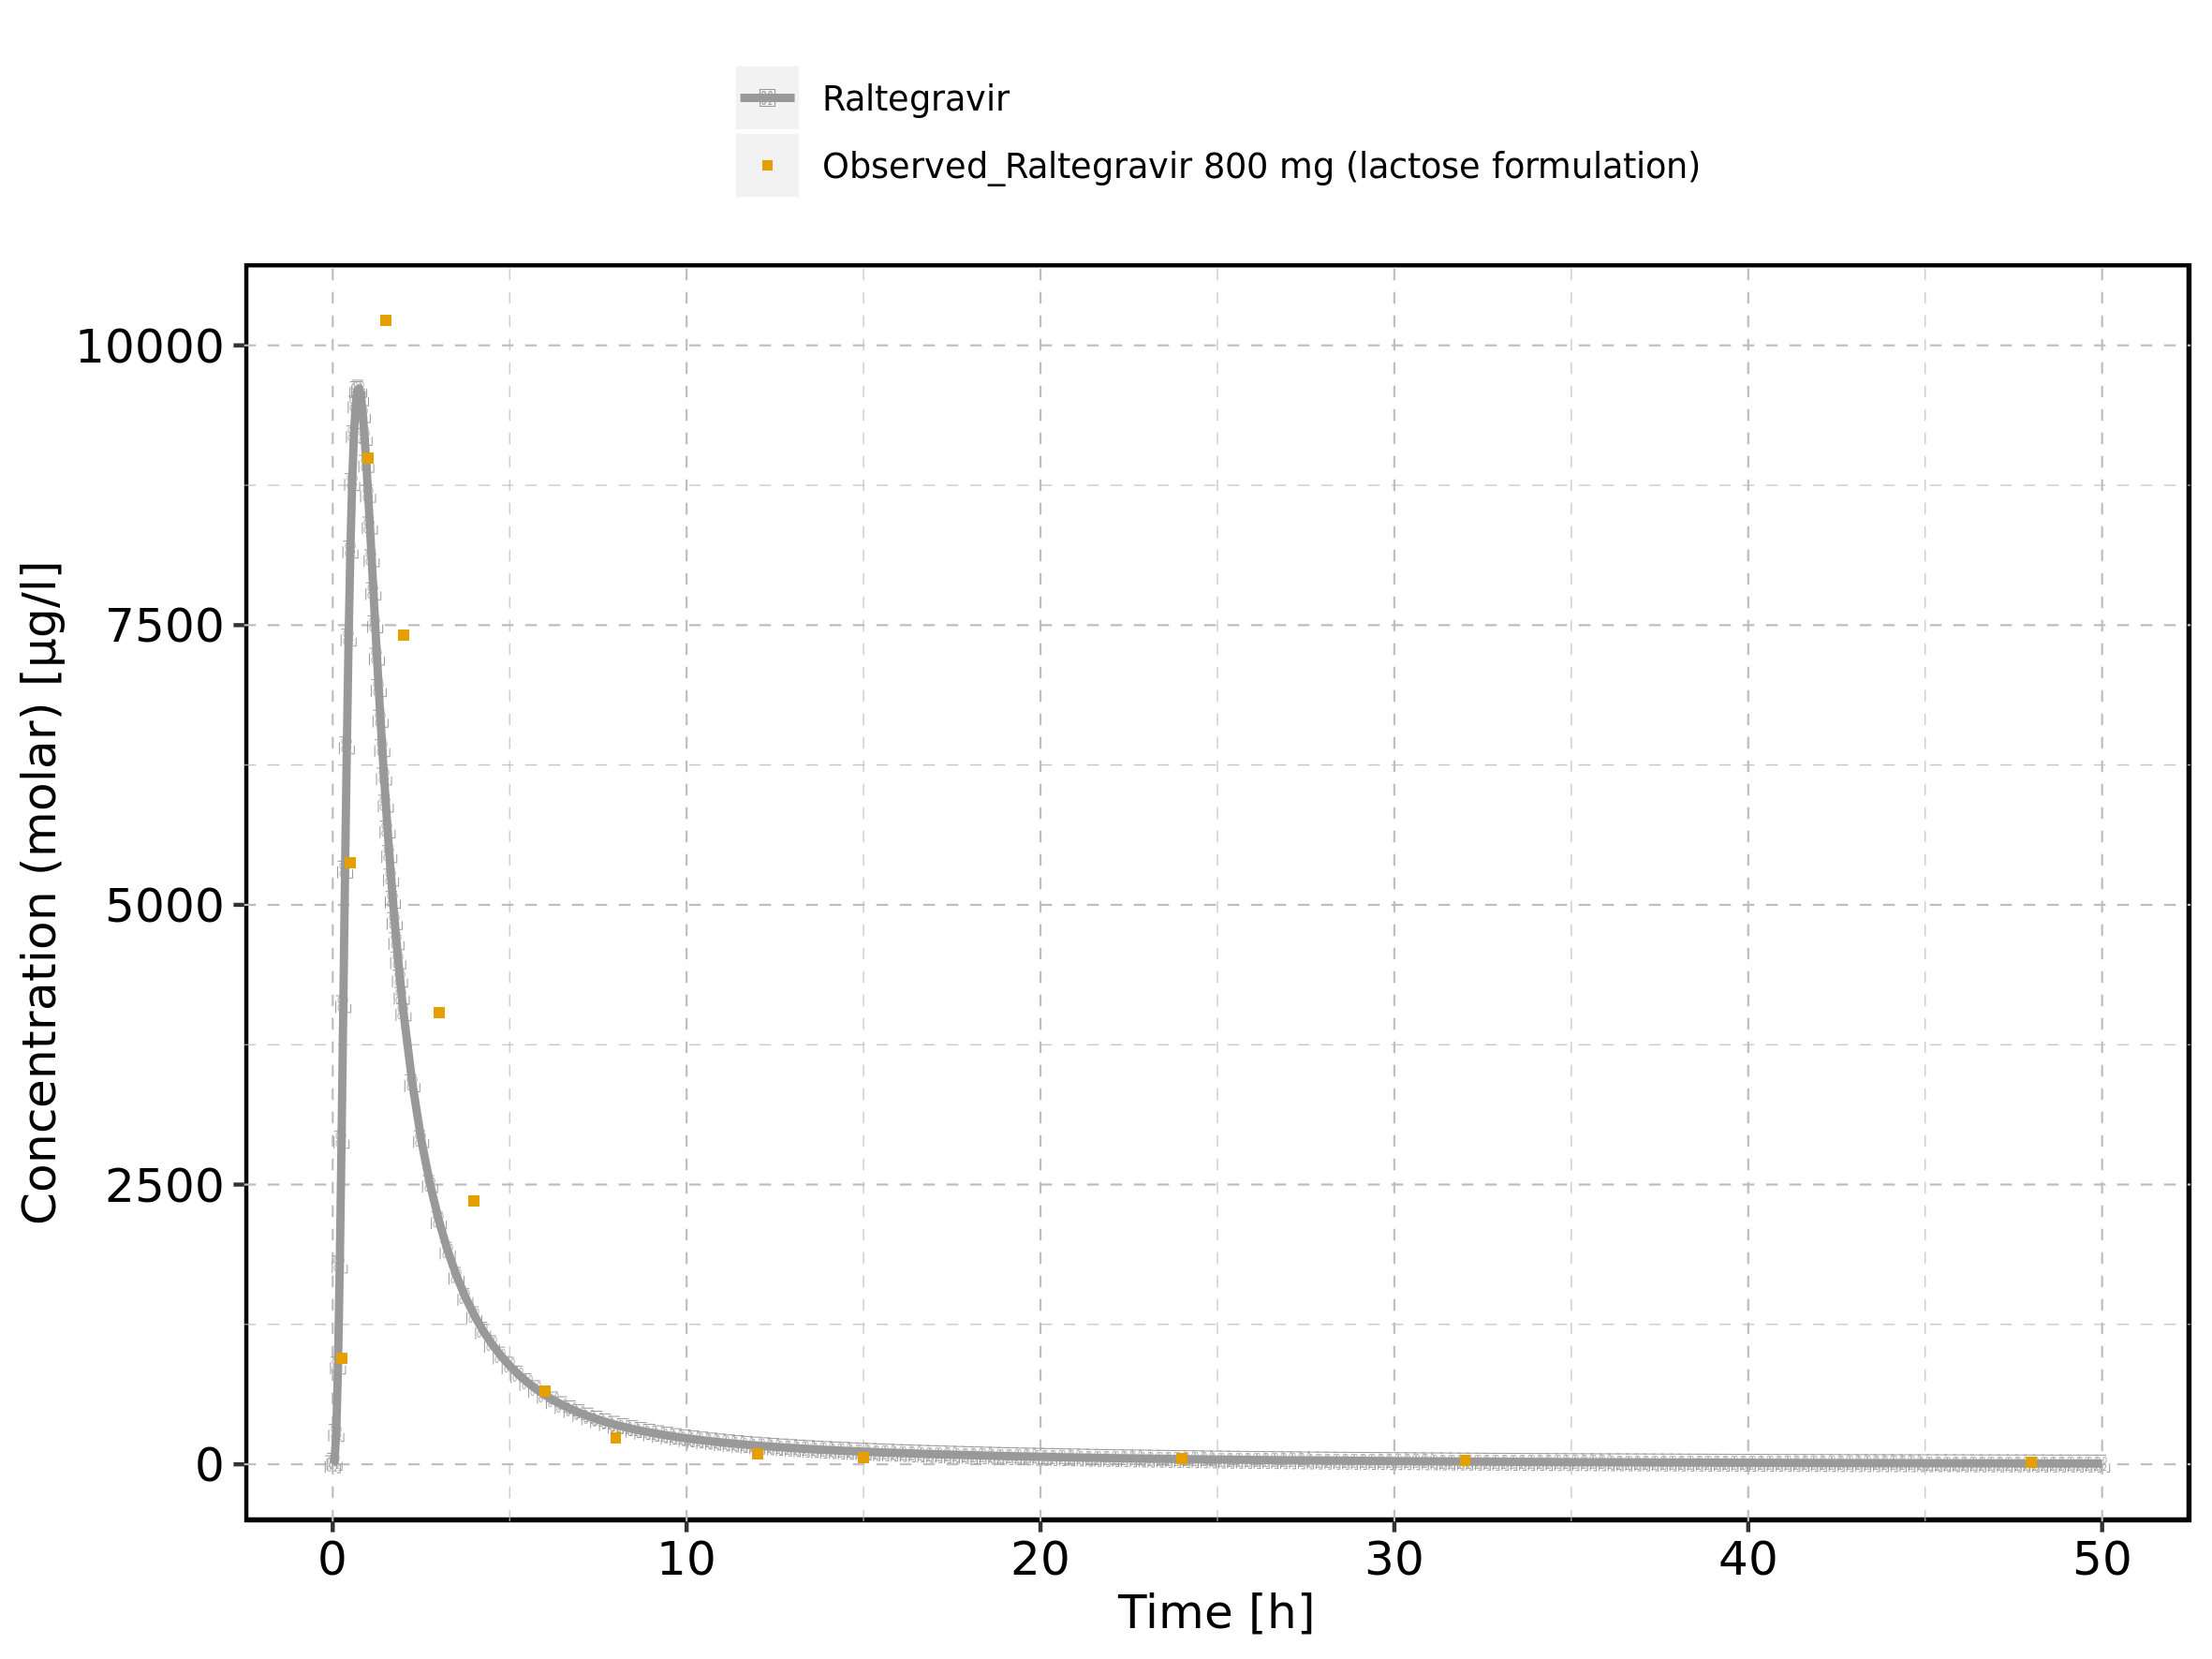 Raltegravir
Observed_Raltegravir 800 mg (lactose formulation)
Concentration (molar) [µg/l]
10000
7500
5000
2500
0
0 10 20 30 40 50
Time [h]